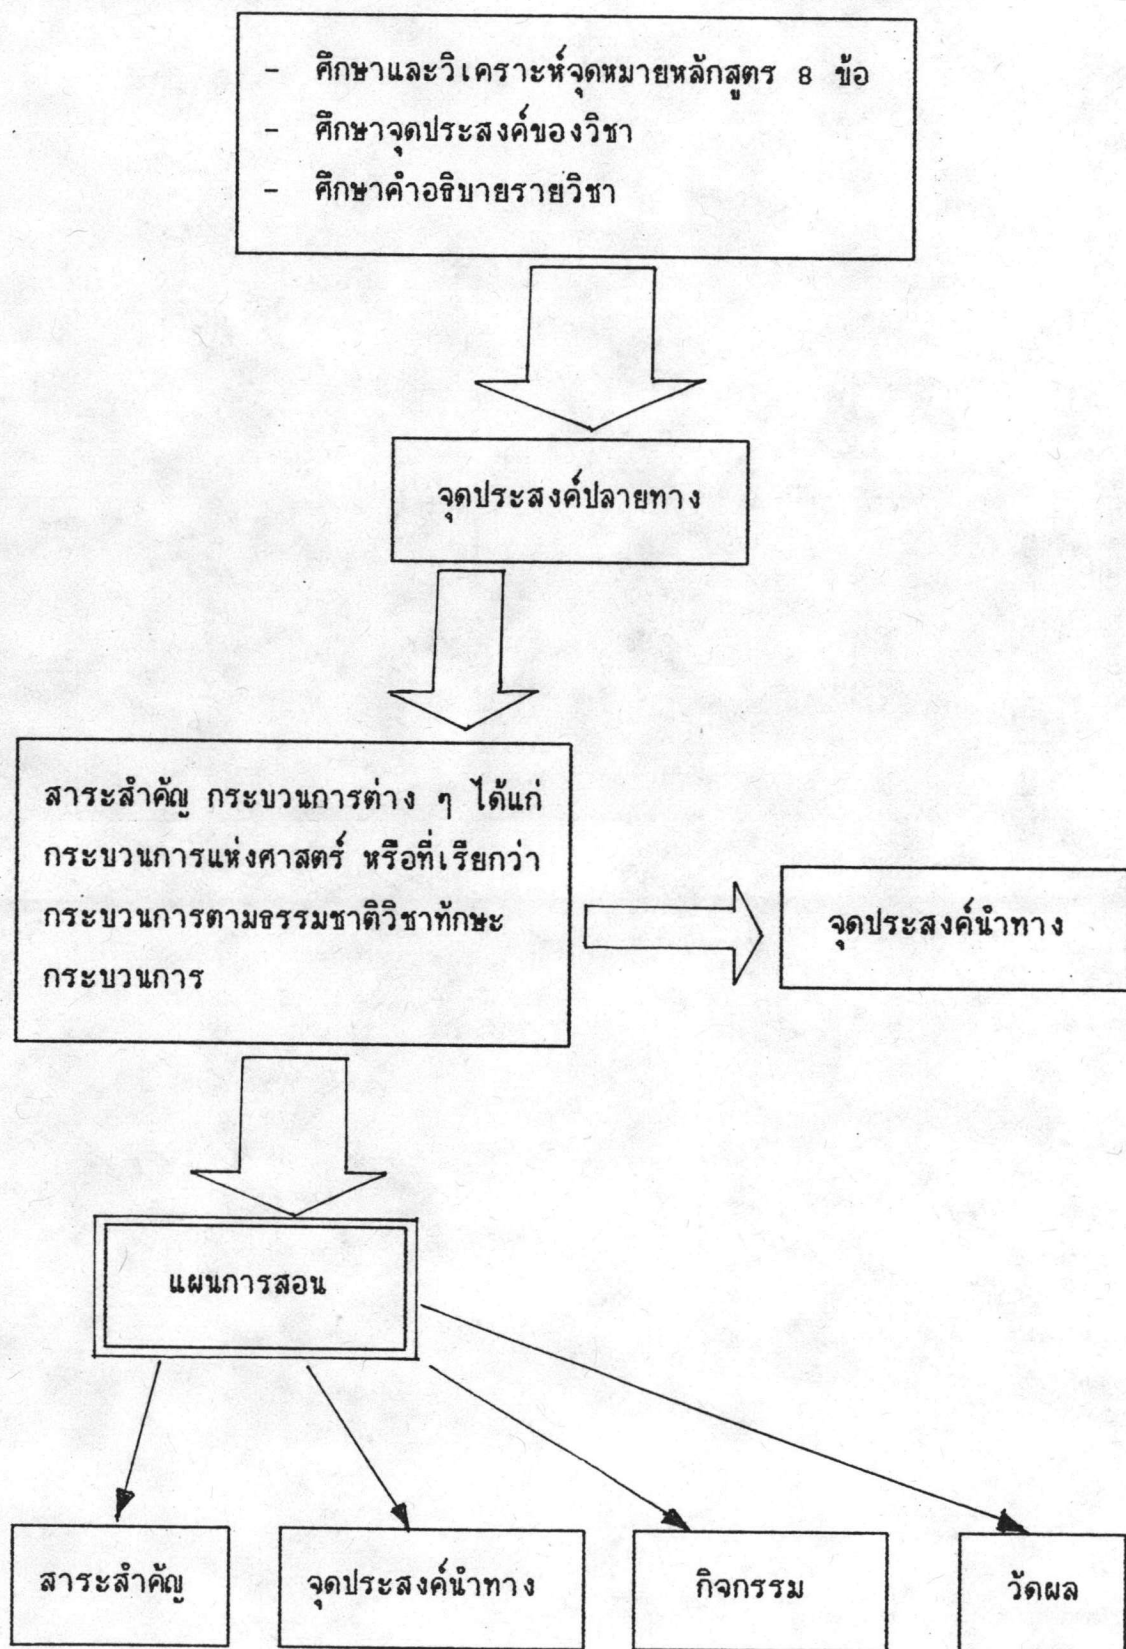 - ศึกษาและวิเคราะห์จุดหมายหลักสูตร 8 ข้อ
- ศึกษาจุดประสงค์ของวิชา
- ศึกษาคำอธิบายรายวิชา
จุดประสงค์ปลายทาง
สาระสำคัญ กระบวนการต่าง ๆ ได้แก่
กระบวนการแห่งศาสตร์ หรือที่เรียกว่า
กระบวนการตามธรรมชาติวิชาทักษะ
กระบวนการ
จุดประสงค์นำทาง
แผนการสอน
สาระสำคัญ
จุดประสงค์นำทาง
กิจกรรม
วัดผล